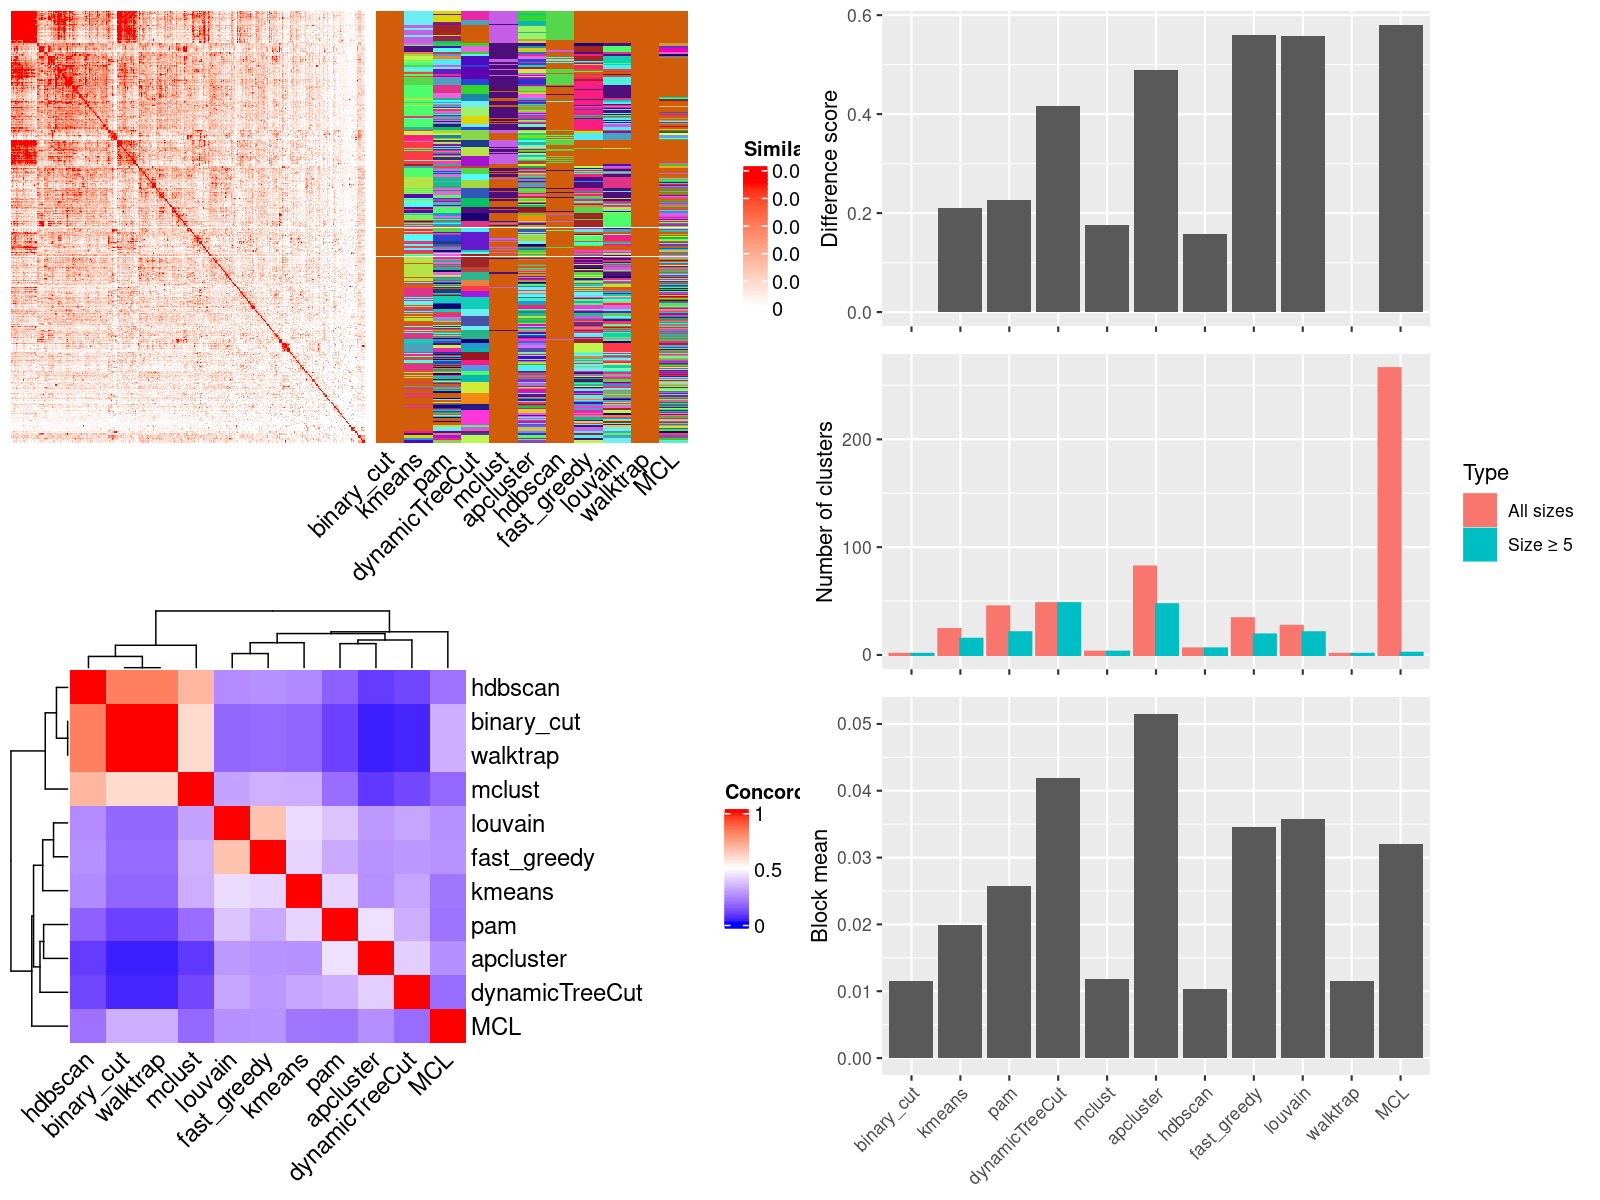 Simila
0.0
0.0
0.0
0.0
0
binary_cut
kmeans
pam
dynamicTreeCut
mclust
apcluster
hdbscan
fast_greedy
louvain
walktrap
MCL
hdbscan
binary_cut
walktrap
mclust
louvain
fast_greedy
kmeans
pam
apcluster
dynamicTreeCut
MCL
hdbscan
binary_cut
walktrap
mclust
louvain
fast_greedy
kmeans
pam
apcluster
dynamicTreeCut
MCL
Concord
1
0.5
0
Difference score
0.6
0.4
0.2
0.0
Number of clusters
200
100
0
Type
All sizes
Size ≥ 5
Block mean
0.05
0.04
0.03
0.02
0.01
0.00
binary_cut
kmeans
pam
dynamicTreeCut
mclust
apcluster
hdbscan
fast_greedy
louvain
walktrap
MCL